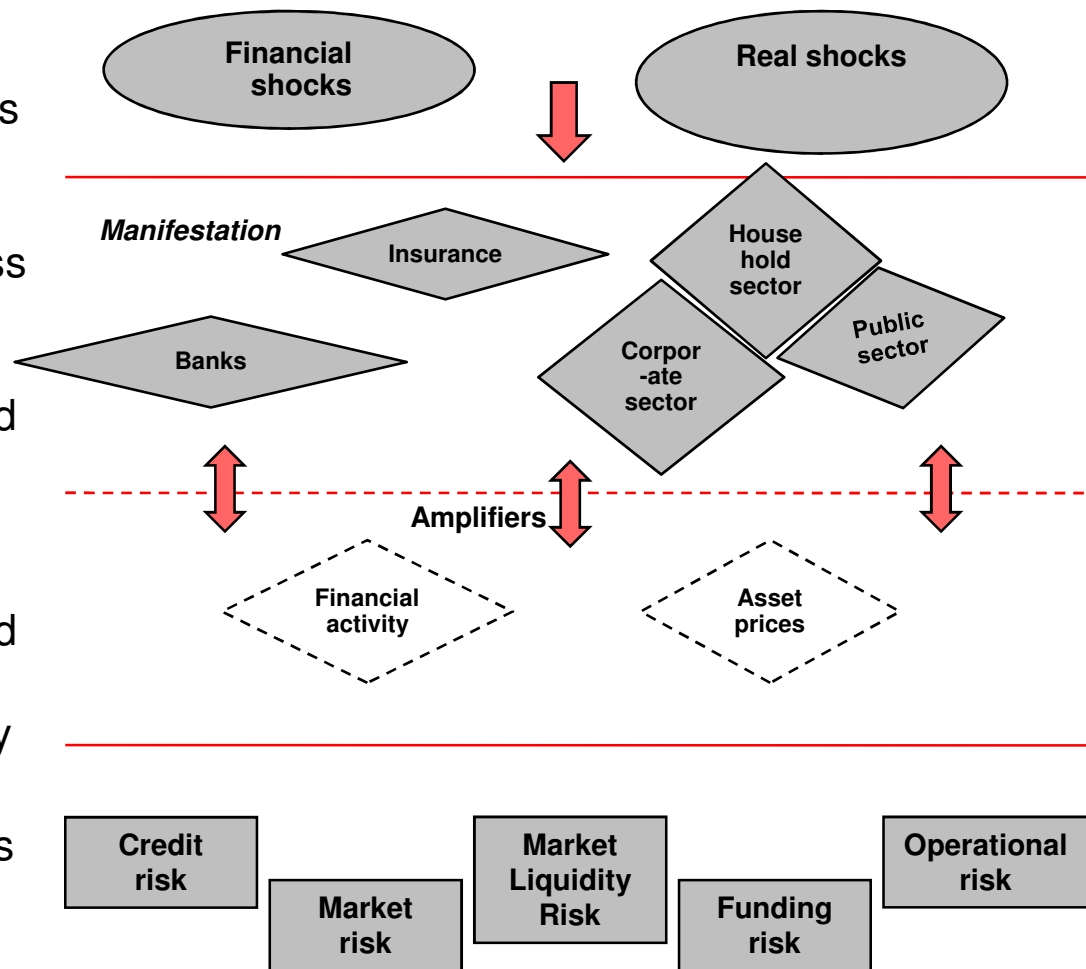 Financial
shocks
Real shocks
s
Manifestation
Insurance
House
hold
sector
ss
Public
sector
Banks
Corpor
-ate
sector
d
Amplifiers
Financial
activity
Asset
prices
d
y
s
Credit
risk
Market
risk
Market
Liquidity
Risk
Funding
risk
Operational
risk